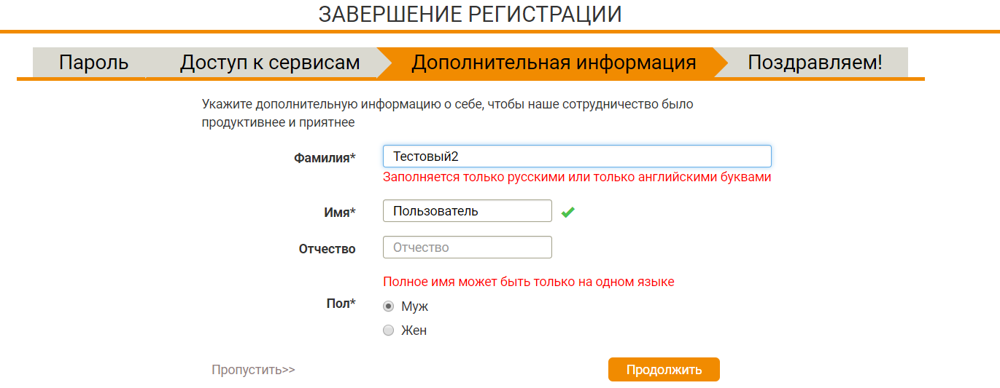 ЗАВЕРШЕНИЕ РЕГИСТРАЦИИ
Пароль Доступ к сервисам Дополнительная информация Поздравляем!
Укажите дополнительную информацию о себе, чтобы наше сотрудничество было
продуктивнее и приятнее
Фамилия* Тестовый2
Заполняется только русскими или только английскими буквами
Имя* Пользователь
Отчество Отчество
Полное имя может быть только на одном языке
Пол* Муж
Жен
Пропустить>> Продолжить